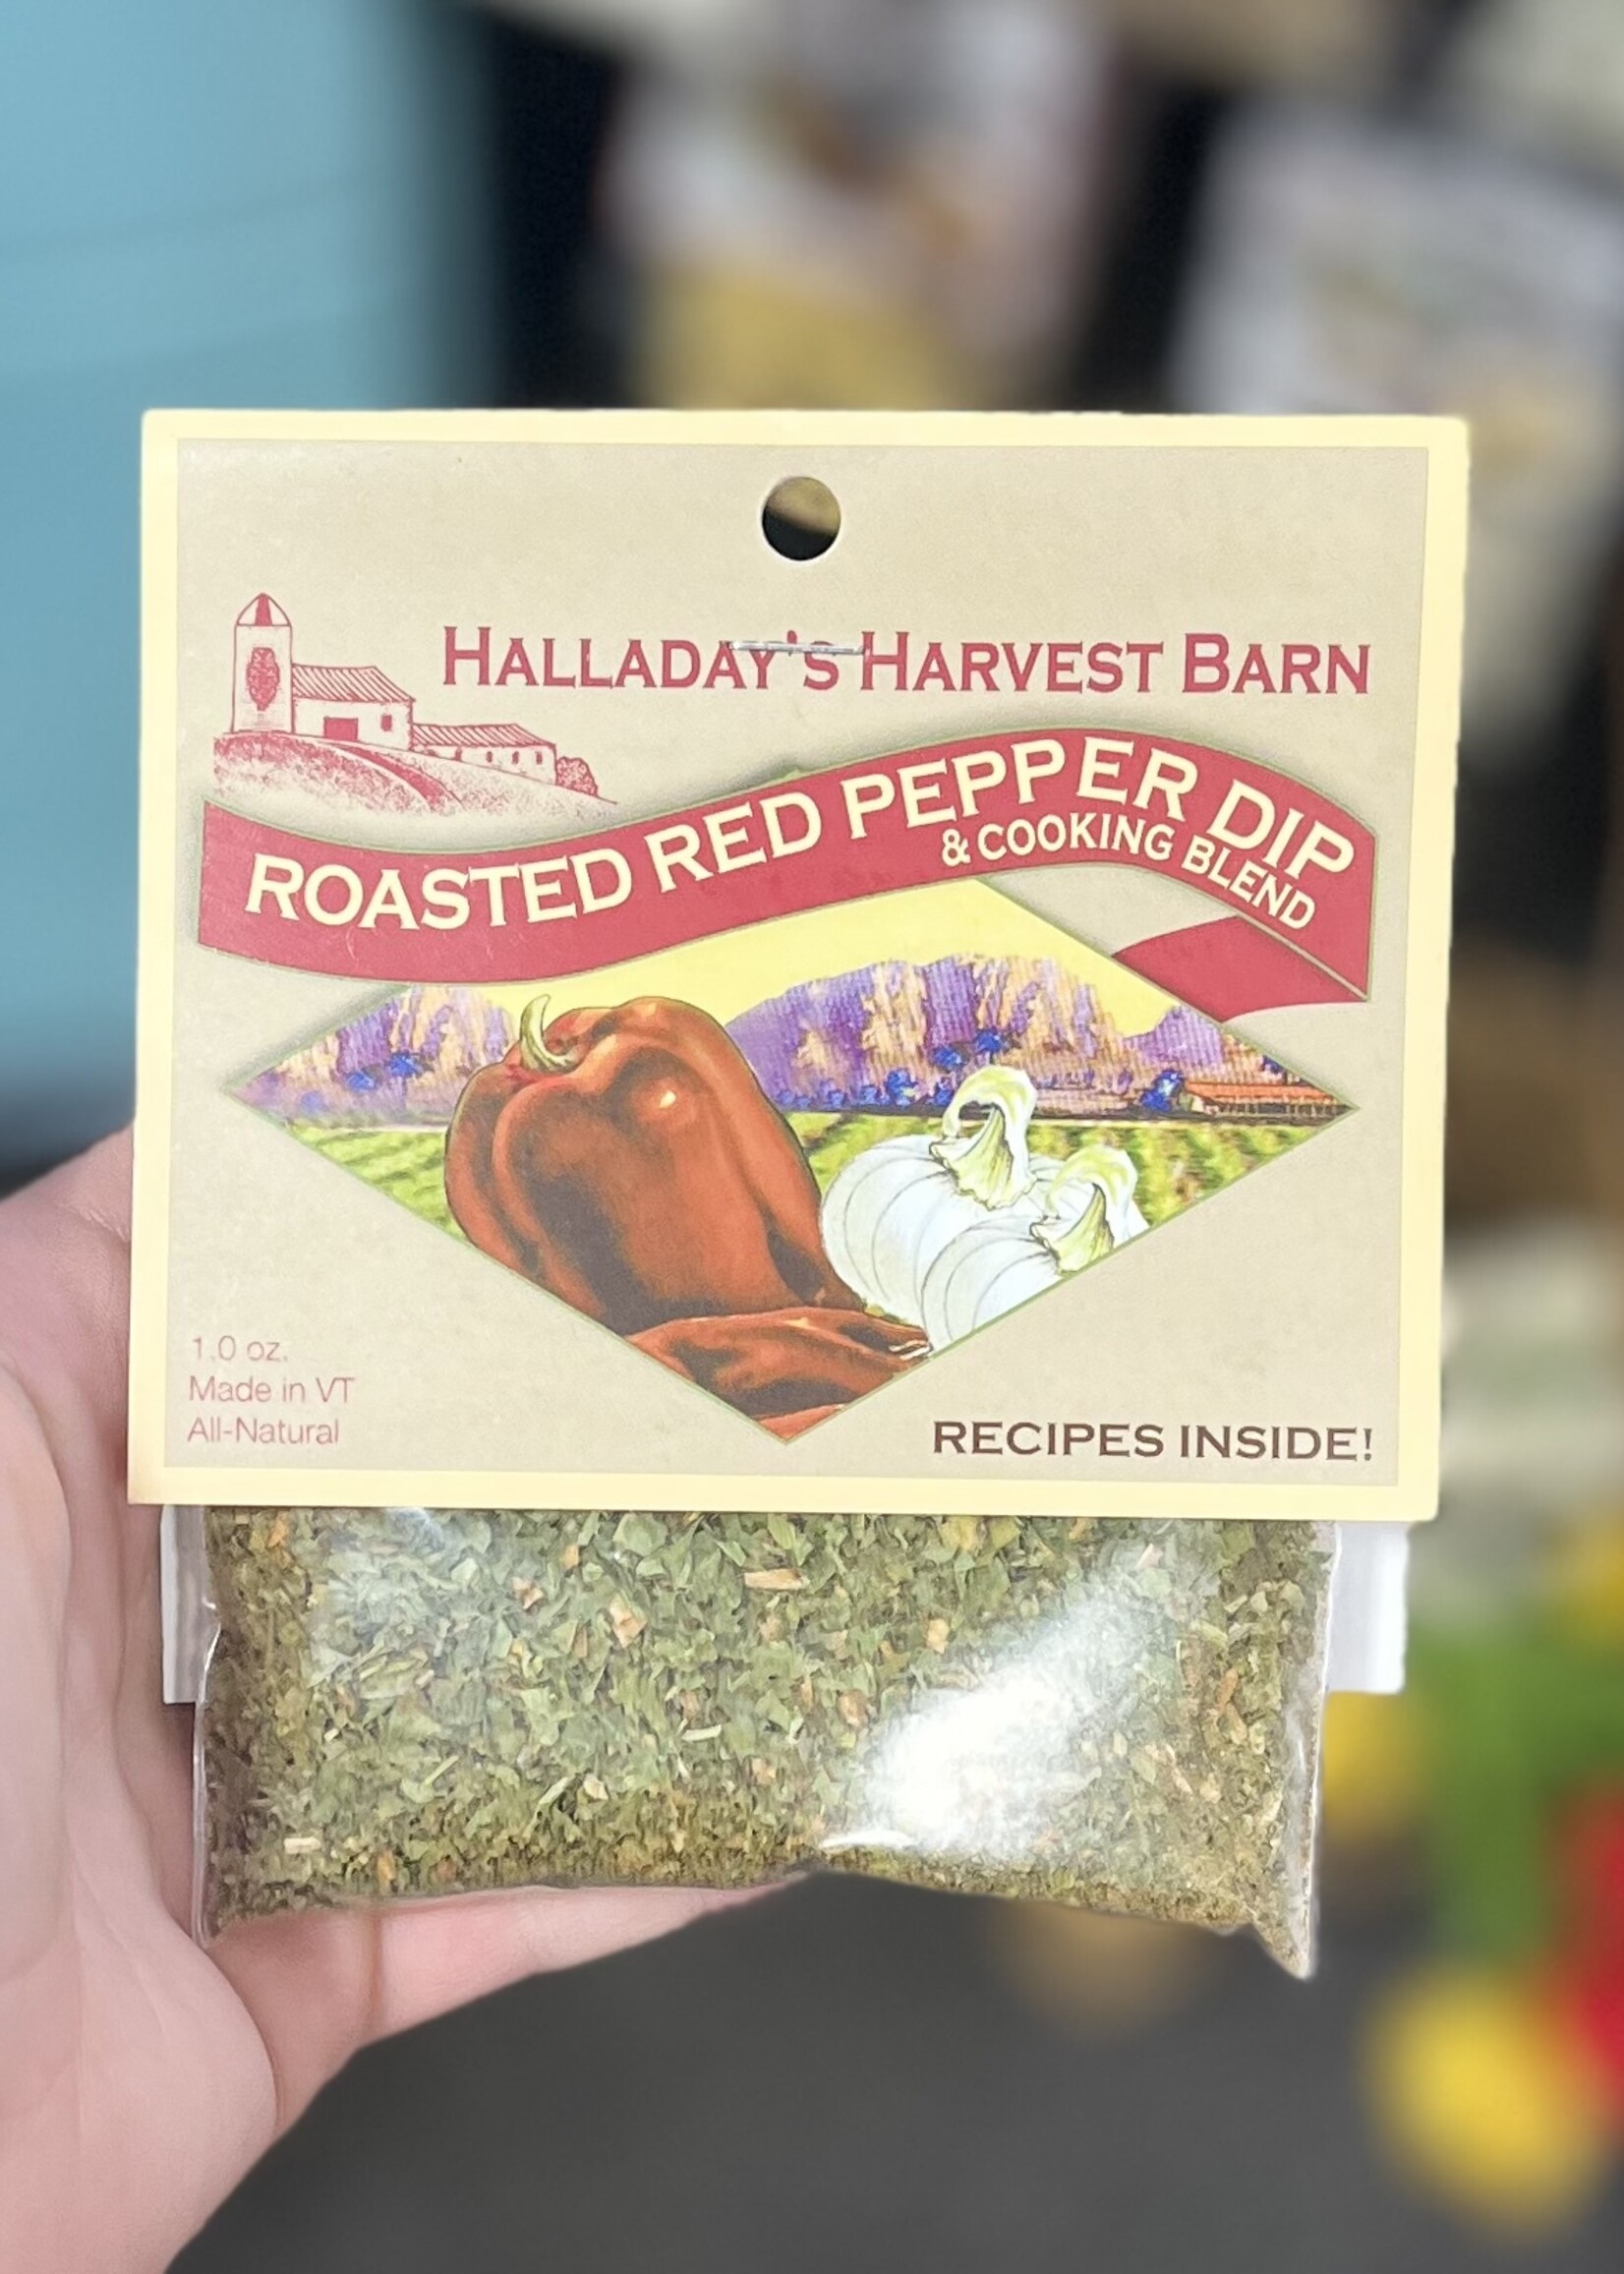 HALLADAY'S HARVEST BARN
ROASTED RED PEPPER DIP
& COOKING BLEND
1.0 oz.
Made in VT
All-Natural
RECIPES INSIDE!